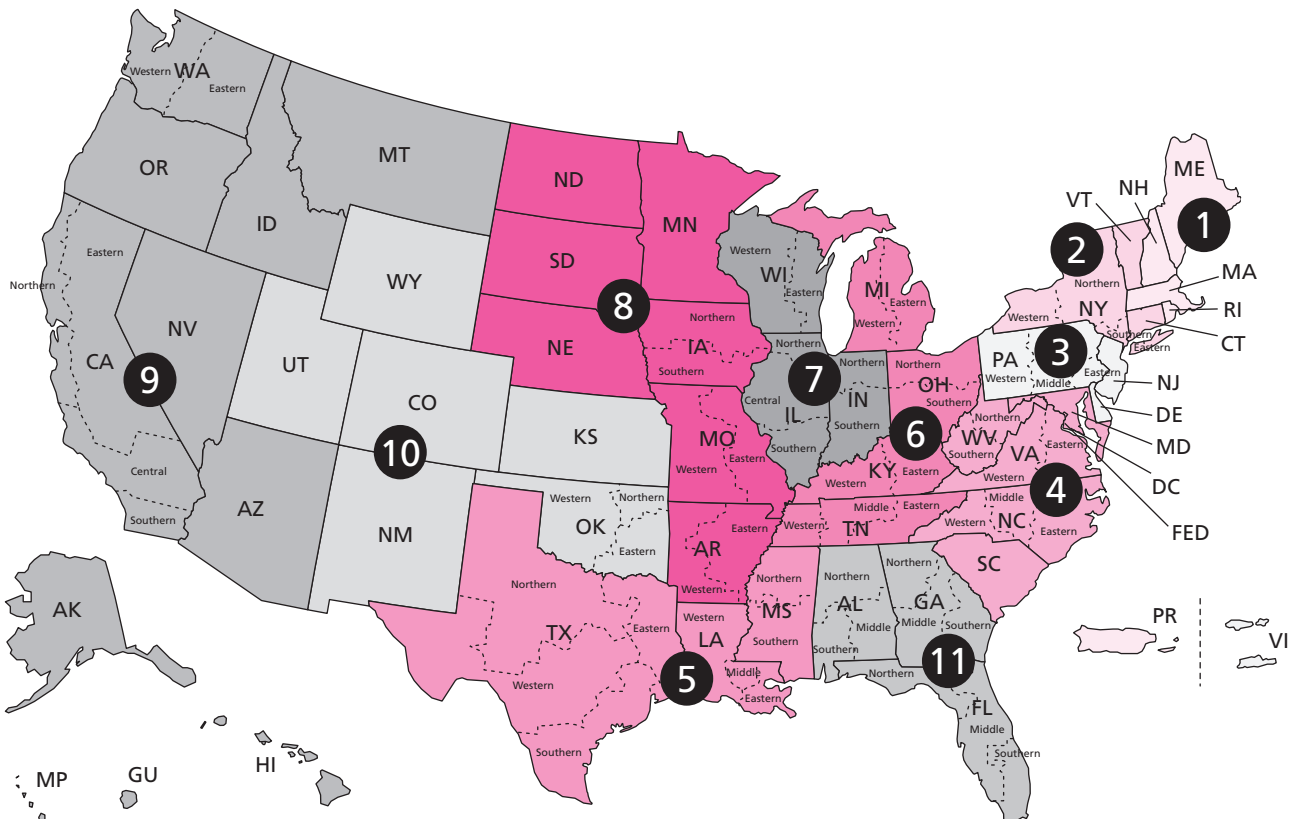 WA
Western
Eastern
OR
ID
MT
ND
MN
SD
WY
8
NE
Northern
IA
Southern
Western
WI
Eastern
MI
Eastern
Western
Northern
Eastern
CA
Central
Southern
NV
9
UT
CO
10
AZ
NM
KS
Western
OK
Northern
Eastern
MO
Western
Eastern
AR
Eastern
Western
Northern
7
Central
IL
Southern
Northern
IN
Southern
Northern
OH
Southern
6
KY
Western
Eastern
Western
TN
Middle
Eastern
VT
NH
ME
1
2
Northern
Western
NY
Southern
Eastern
MA
RI
CT
PA
3
Western
Middle
Eastern
NJ
DE
MD
DC
FED
Northern
WV
Southern
VA
Eastern
Western
4
Middle
Western
NC
Eastern
SC
Northern
TX
Eastern
Western
Southern
5
Western
LA
Middle
Eastern
Northern
MS
Southern
Northern
AL
Middle
Southern
Northern
GA
Middle
Southern
11
Northern
FL
Middle
Southern
PR
VI
AK
HI
GU
MP